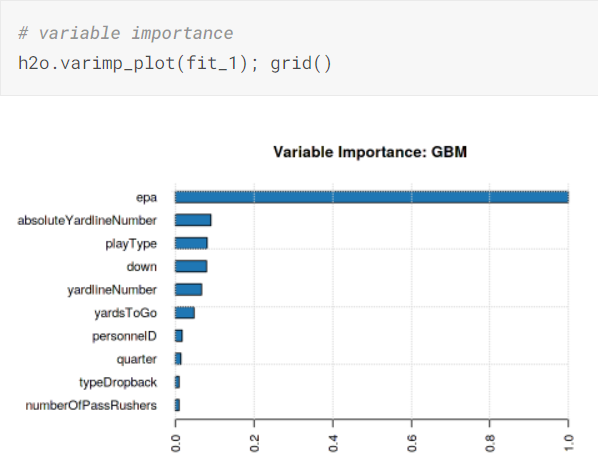 # variable importance
h2o.varimp_plot(fit_1); grid()
Variable Importance: GBM
epa
absoluteYardlineNumber
playType
down
yardlineNumber
yardsToGo
personnelD
quarter
typeDropback
numberOfPassRushers
0.0 0.2 0.4 0.6 0.8 1.0